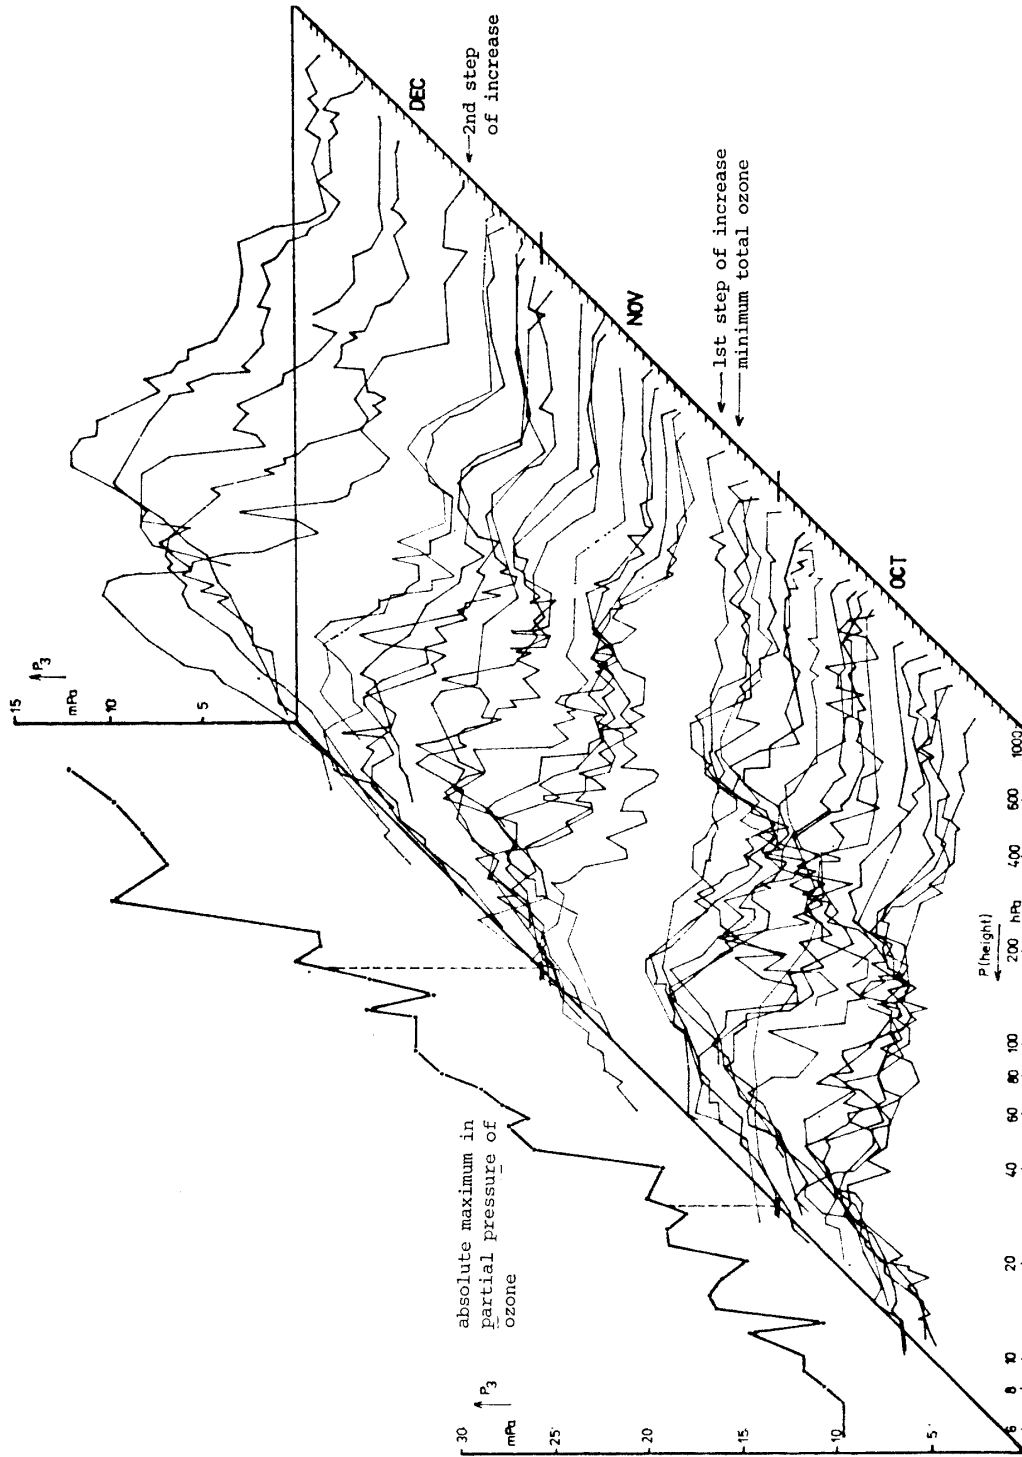 15
P3
mPa
10
5
DEC
←2nd step
of increase
NOV
←1st step of increase
←minimum total ozone
OCT
absolute maximum in
partial pressure of
ozone
30
P3
mPa
25
20
15
10
5
P(height)
6 8 10 20 40 60 80 100 200 hPa 400 600 1000